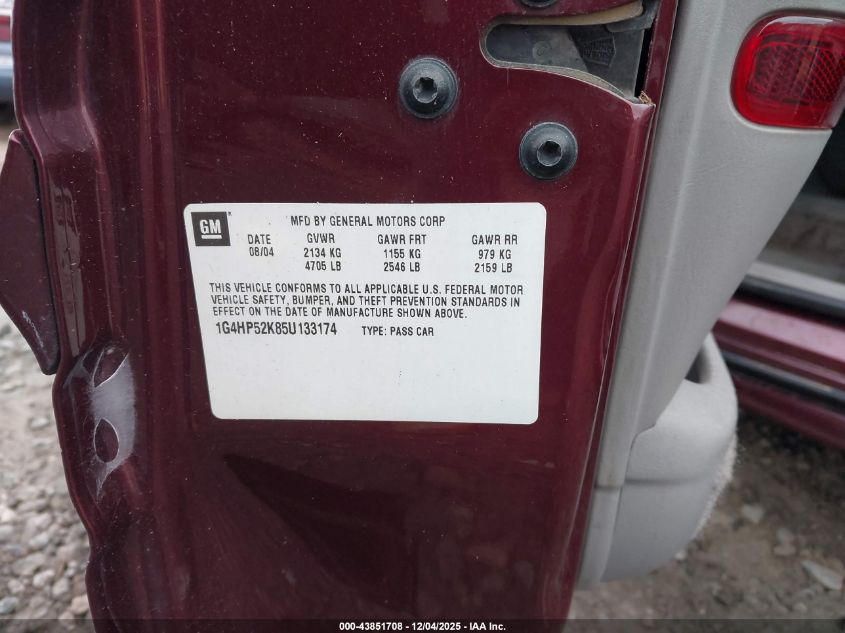 GM
MFD BY GENERAL MOTORS CORP
DATE GVWR GAWR FRT GAWR RR
08/04 2134 KG 1155 KG 979 KG
4705 LB 2546 LB 2159 LB
THIS VEHICLE CONFORMS TO ALL APPLICABLE U.S. FEDERAL MOTOR
VEHICLE SAFETY, BUMPER, AND THEFT PREVENTION STANDARDS IN
EFFECT ON THE DATE OF MANUFACTURE SHOWN ABOVE.
1G4HP52K85U133174 TYPE: PASS CAR
000-43851708 - 12/04/2025 - IAA Inc.